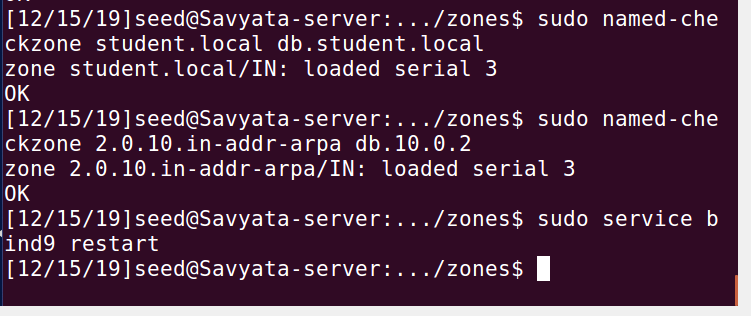 [12/15/19]seed@Savyata-server:.../zones$ sudo named-che
ckzone student.local db.student.local
zone student.local/IN: loaded serial 3
OK
[12/15/19]seed@Savyata-server:.../zones$ sudo named-che
ckzone 2.0.10.in-addr-arpa db.10.0.2
zone 2.0.10.in-addr-arpa/IN: loaded serial 3
OK
[12/15/19]seed@Savyata-server:.../zones$ sudo service b
ind9 restart
[12/15/19]seed@Savyata-server:.../zones$